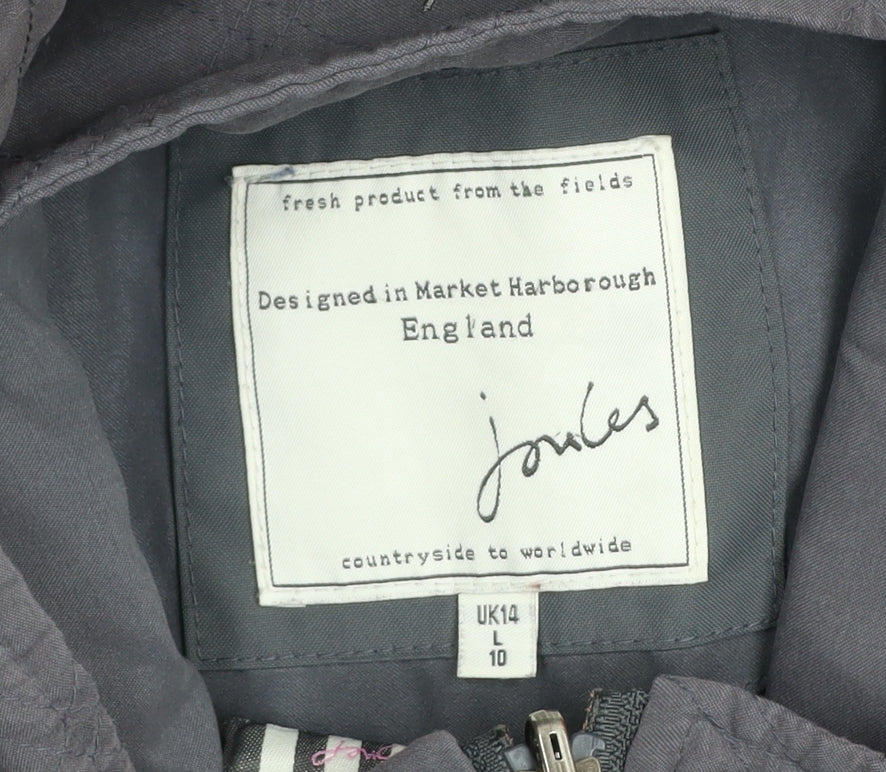 fresh product from the fields
Designed in Market Harborough
England
joules
countryside to worldwide
UK14
L
10